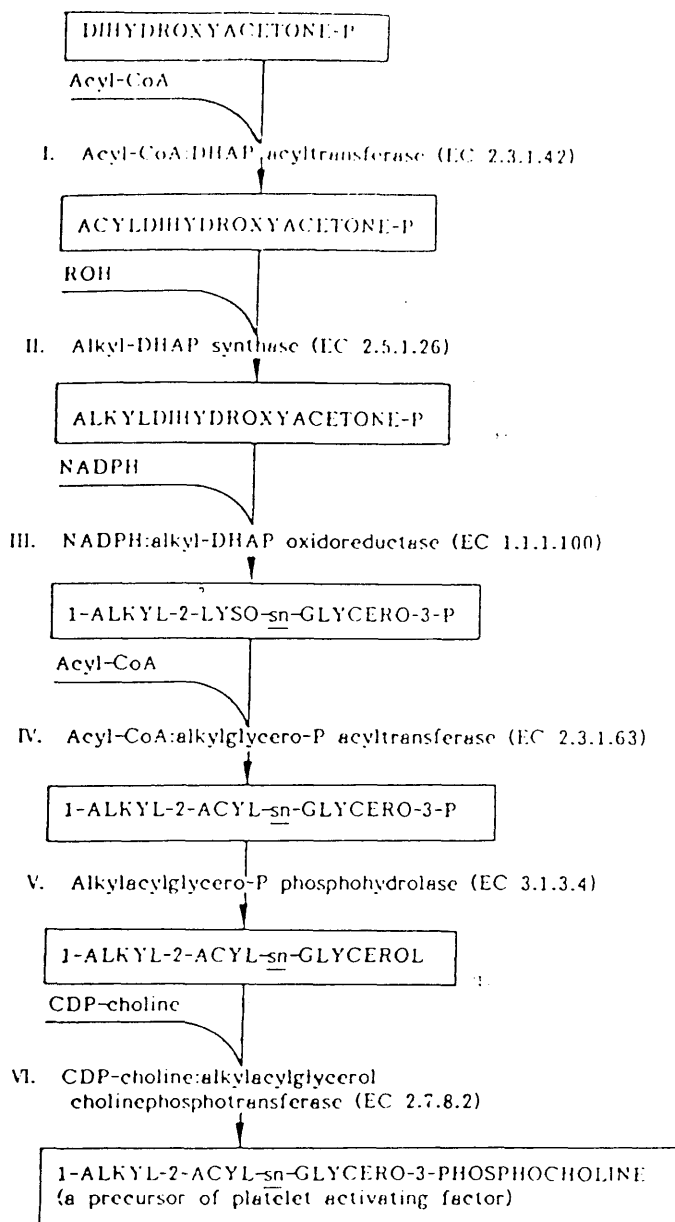 DIHYDROXYACETONE-P
Acyl-CoA
I. Acyl-CoA:DHAP acyltransferase (EC 2.3.1.42)
ACYLDIHYDROXYACETONE-P
ROH
II. Alkyl-DHAP synthase (EC 2.5.1.26)
ALKYLDIHYDROXYACETONE-P
NADPH
III. NADPH:alkyl-DHAP oxidoreductase (EC 1.1.1.100)
1-ALKYL-2-LYSO-sn-GLYCERO-3-P
Acyl-CoA
IV. Acyl-CoA:alkylglycero-P acyltransferase (EC 2.3.1.63)
1-ALKYL-2-ACYL-sn-GLYCERO-3-P
V. Alkylacylglycero-P phosphohydrolase (EC 3.1.3.4)
1-ALKYL-2-ACYL-sn-GLYCEROL
CDP-choline
VI. CDP-choline:alkylacylglycerol
cholinephosphotransferase (EC 2.7.8.2)
1-ALKYL-2-ACYL-sn-GLYCERO-3-PHOSPHOCHOLINE
(a precursor of platelet activating factor)